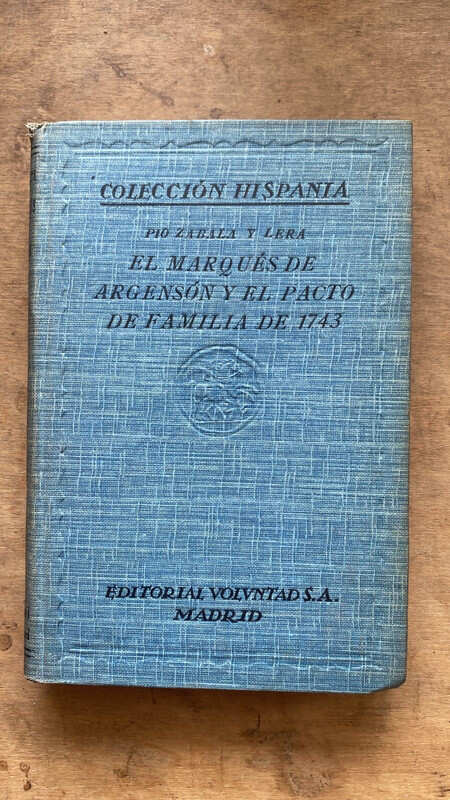 COLECCIÓN HISPANIA
PIO ZABALA Y LERA
EL MARQUÉS DE
ARGENSÓN Y EL PACTO
DE FAMILIA DE 1743
EDITORIAL VOLVNTAD S.A.
MADRID